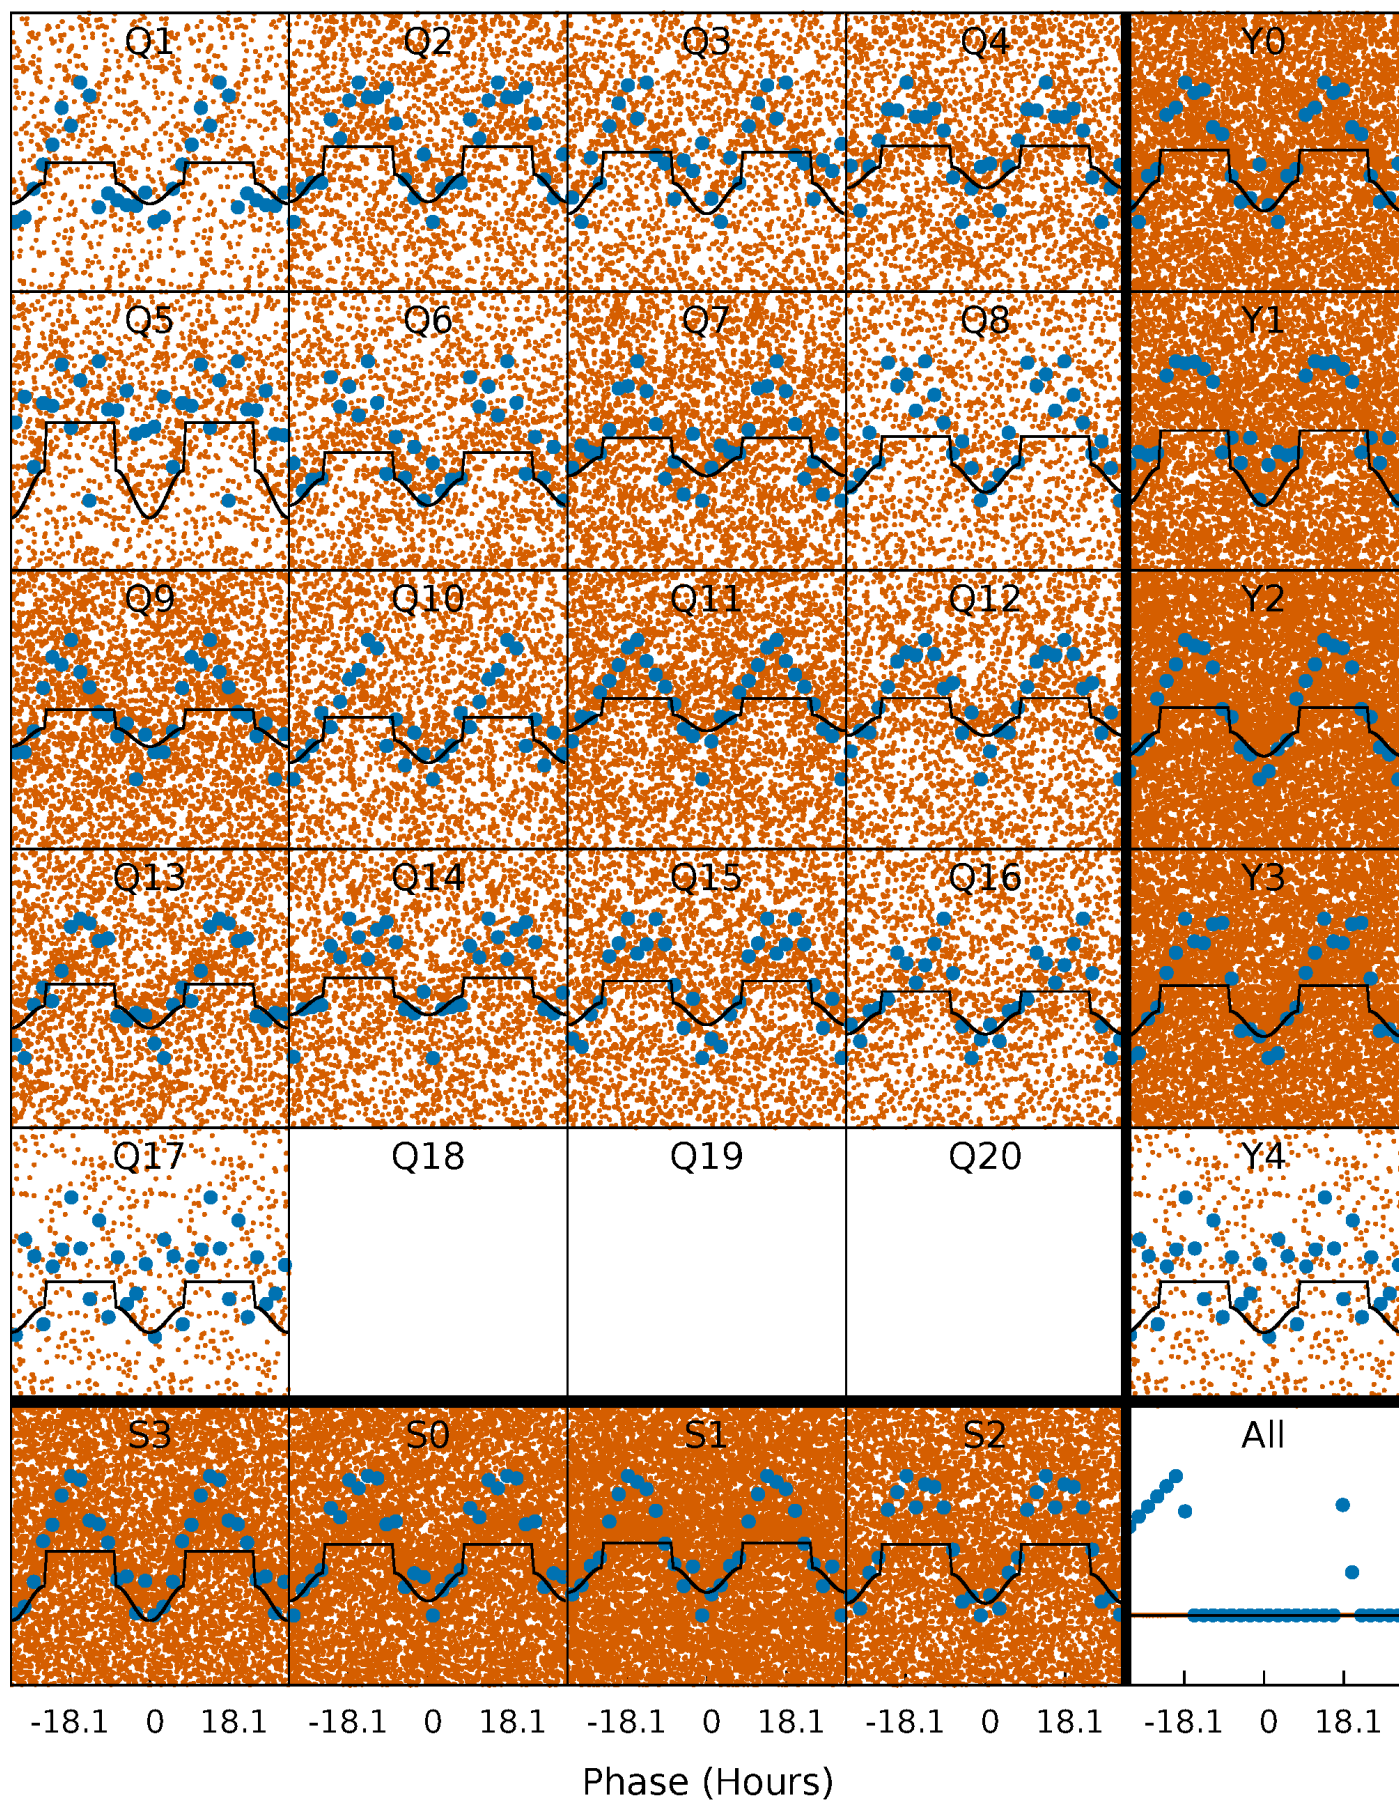 Q1 Q2 Q3 Q4 Y0
Q5 Q6 Q7 Q8 Y1
Q9 Q10 Q11 Q12 Y2
Q13 Q14 Q15 Q16 Y3
Q17 Q18 Q19 Q20 Y4
S3 S0 S1 S2 All
-18.1 0 18.1 -18.1 0 18.1 -18.1 0 18.1 -18.1 0 18.1 -18.1 0 18.1
Phase (Hours)